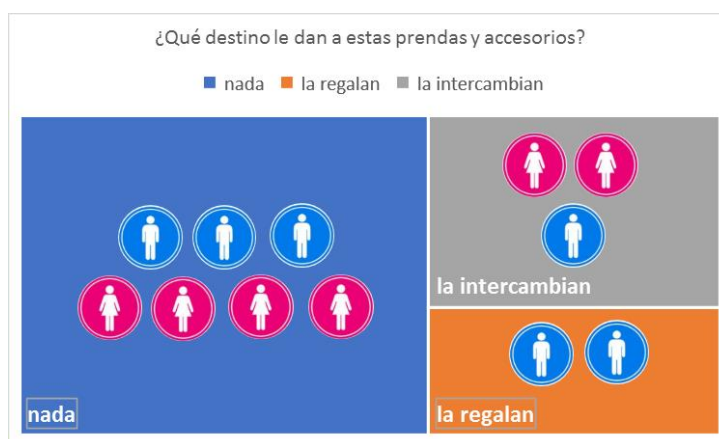 ¿Qué destino le dan a estas prendas y accesorios?
nada la regalan la intercambian
la intercambian
nada
la regalan